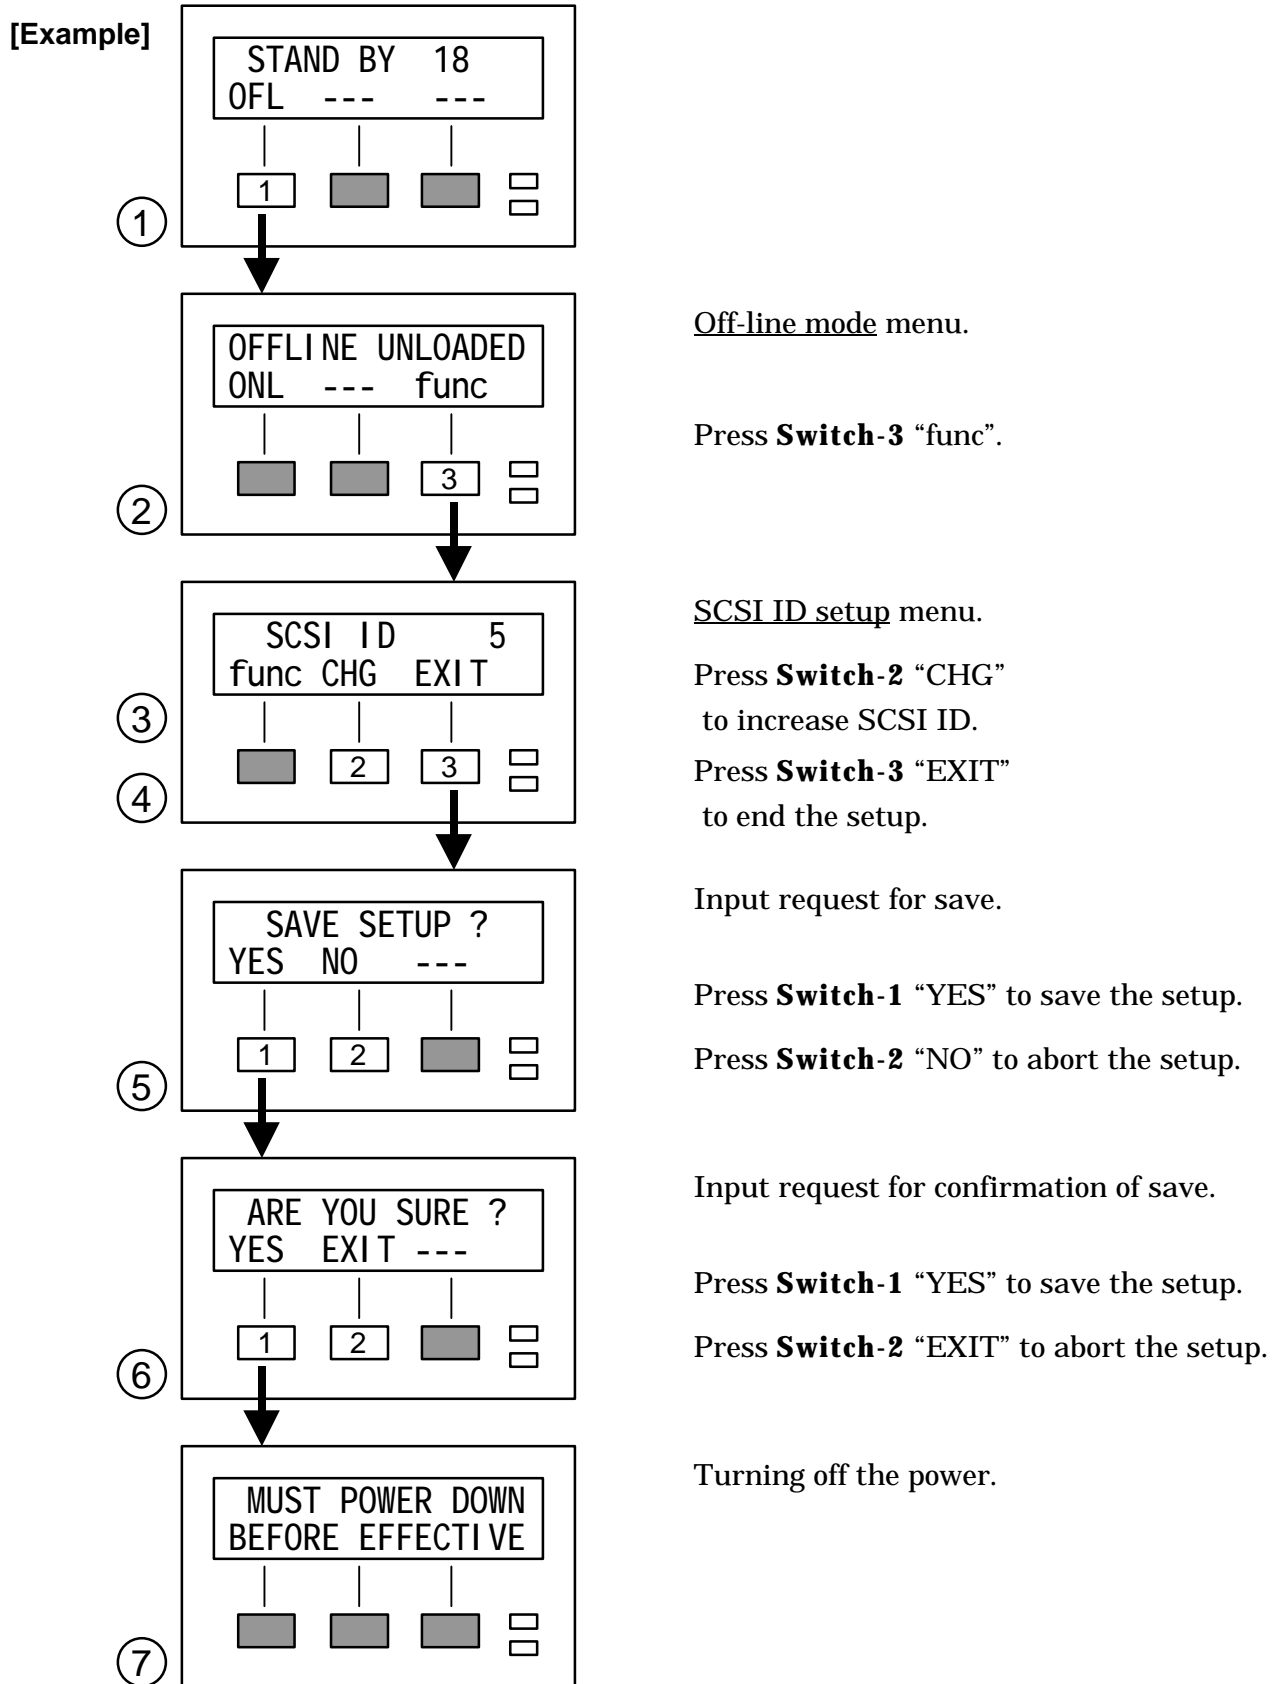 [Example]
STAND BY 18
OFL --- ---
1
①
OFFLINE UNLOADED
ONL --- func
3
②
Off-line mode menu.
Press Switch-3 “func”.
SCSI ID 5
func CHG EXIT
③
2 3
④
SCSI ID setup menu.
Press Switch-2 “CHG”
to increase SCSI ID.
Press Switch-3 “EXIT”
to end the setup.
SAVE SETUP ?
YES NO ---
1 2
⑤
Input request for save.
Press Switch-1 “YES” to save the setup.
Press Switch-2 “NO” to abort the setup.
ARE YOU SURE ?
YES EXIT ---
1 2
⑥
Input request for confirmation of save.
Press Switch-1 “YES” to save the setup.
Press Switch-2 “EXIT” to abort the setup.
MUST POWER DOWN
BEFORE EFFECTIVE
⑦
Turning off the power.